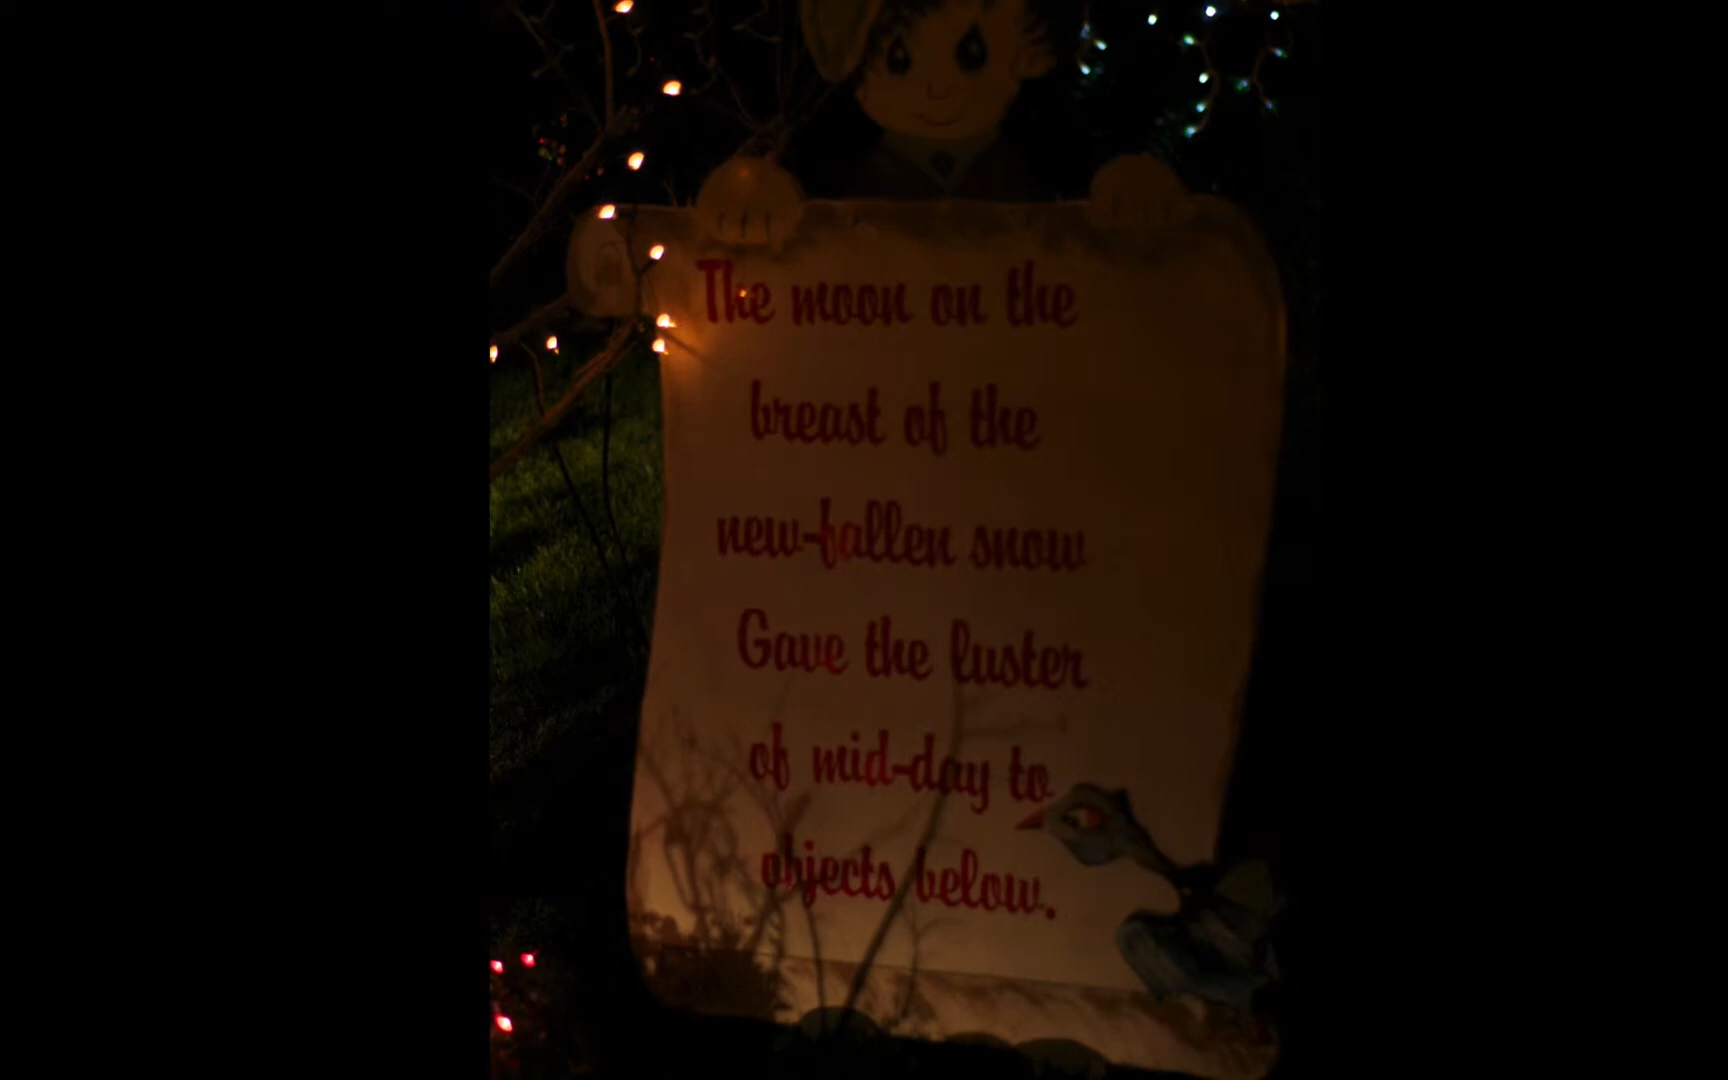 The moon on the
breast of the
new-fallen snow
Gave the luster
of mid-day to
objects below.